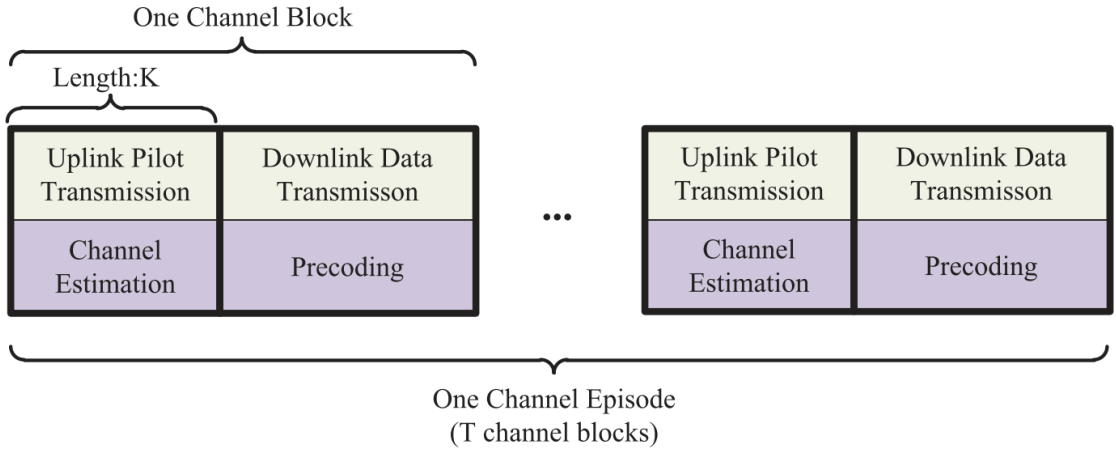 One Channel Block
Length:K
Uplink Pilot
Transmission
Downlink Data
Transmisson
Channel
Estimation
Precoding
...
Uplink Pilot
Transmission
Downlink Data
Transmisson
Channel
Estimation
Precoding
One Channel Episode
(T channel blocks)